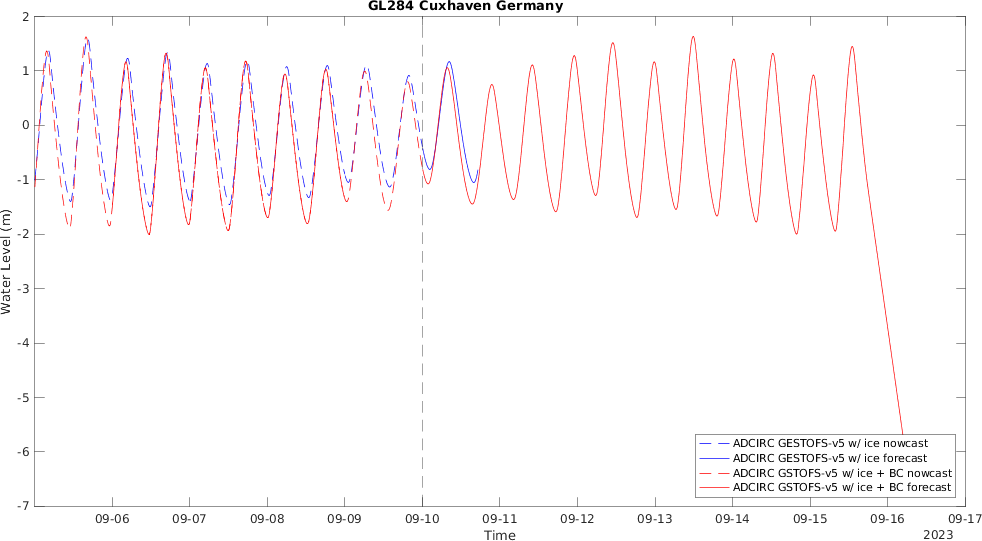 GL284 Cuxhaven Germany
2
1
0
-1
-2
-3
-4
-5
-6
-7
Water Level (m)
ADCIRC GESTOFS-v5 w/ ice nowcast
ADCIRC GESTOFS-v5 w/ ice forecast
ADCIRC GSTOFS-v5 w/ ice + BC nowcast
ADCIRC GSTOFS-v5 w/ ice + BC forecast
09-06 09-07 09-08 09-09 09-10 09-11 09-12 09-13 09-14 09-15 09-16 09-17
Time
2023